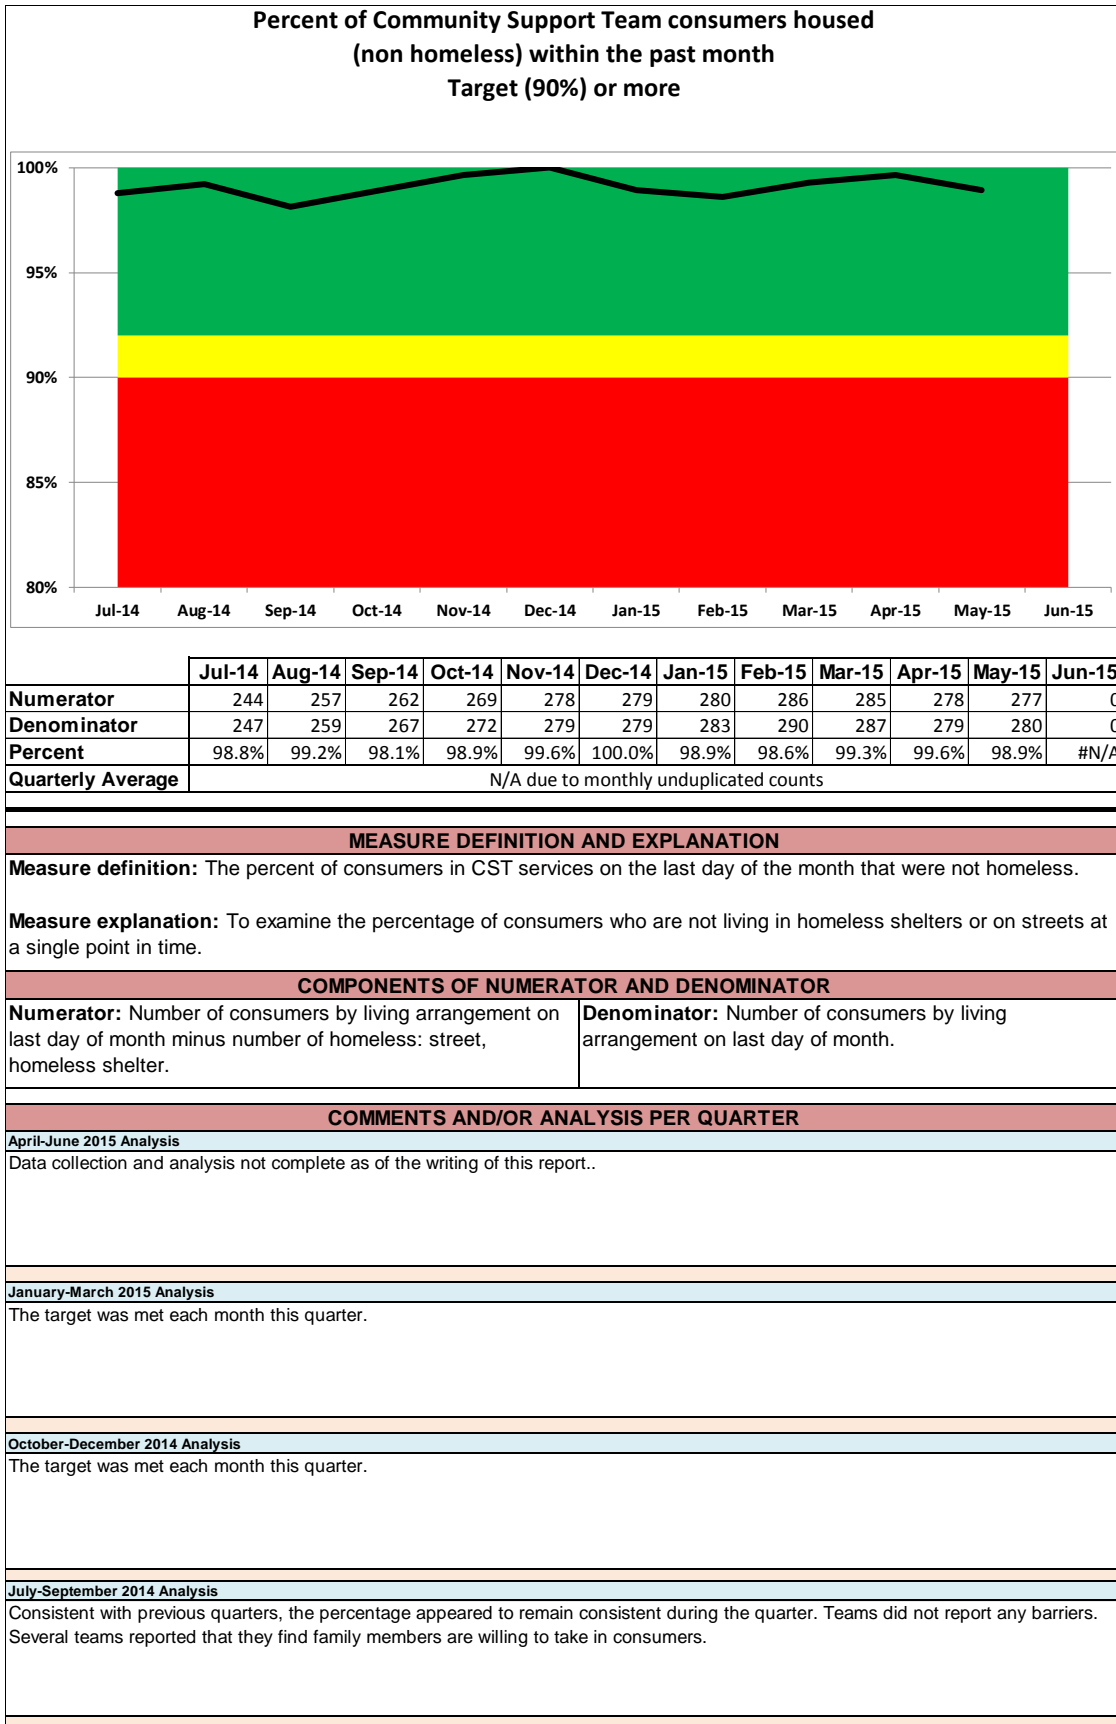 Percent of Community Support Team consumers housed
(non homeless) within the past month
Target (90%) or more
100%
95%
90%
85%
80%
Jul-14 Aug-14 Sep-14 Oct-14 Nov-14 Dec-14 Jan-15 Feb-15 Mar-15 Apr-15 May-15 Jun-15
Jul-14 Aug-14 Sep-14 Oct-14 Nov-14 Dec-14 Jan-15 Feb-15 Mar-15 Apr-15 May-15 Jun-15
Numerator 244 257 262 269 278 279 280 286 285 278 277 0
Denominator 247 259 267 272 279 279 283 290 287 279 280 0
Percent 98.8% 99.2% 98.1% 98.9% 99.6% 100.0% 98.9% 98.6% 99.3% 99.6% 98.9% #N/A
Quarterly Average N/A due to monthly unduplicated counts
MEASURE DEFINITION AND EXPLANATION
Measure definition: The percent of consumers in CST services on the last day of the month that were not homeless.
Measure explanation: To examine the percentage of consumers who are not living in homeless shelters or on streets at
a single point in time.
COMPONENTS OF NUMERATOR AND DENOMINATOR
Numerator: Number of consumers by living arrangement on
last day of month minus number of homeless: street,
homeless shelter.
Denominator: Number of consumers by living
arrangement on last day of month.
COMMENTS AND/OR ANALYSIS PER QUARTER
April-June 2015 Analysis
Data collection and analysis not complete as of the writing of this report..
January-March 2015 Analysis
The target was met each month this quarter.
October-December 2014 Analysis
The target was met each month this quarter.
July-September 2014 Analysis
Consistent with previous quarters, the percentage appeared to remain consistent during the quarter. Teams did not report any barriers.
Several teams reported that they find family members are willing to take in consumers.